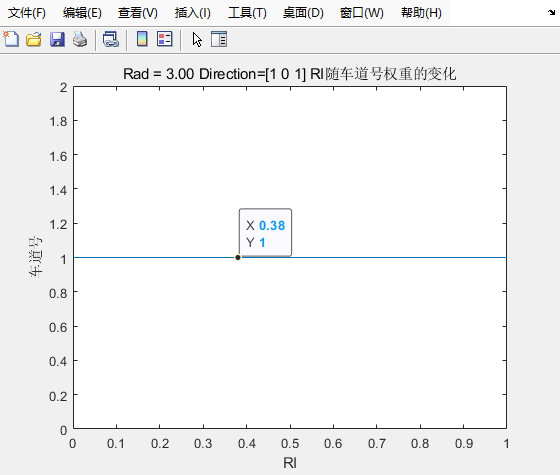 文件(F) 编辑(E) 查看(V) 插入(I) 工具(T) 桌面(D) 窗口(W) 帮助(H)
Rad = 3.00 Direction=[1 0 1] RI随车道号权重的变化
2
1.8
1.6
1.4
1.2
X 0.38
Y 1
车道号
1
0.8
0.6
0.4
0.2
0
0 0.1 0.2 0.3 0.4 0.5 0.6 0.7 0.8 0.9 1
RI